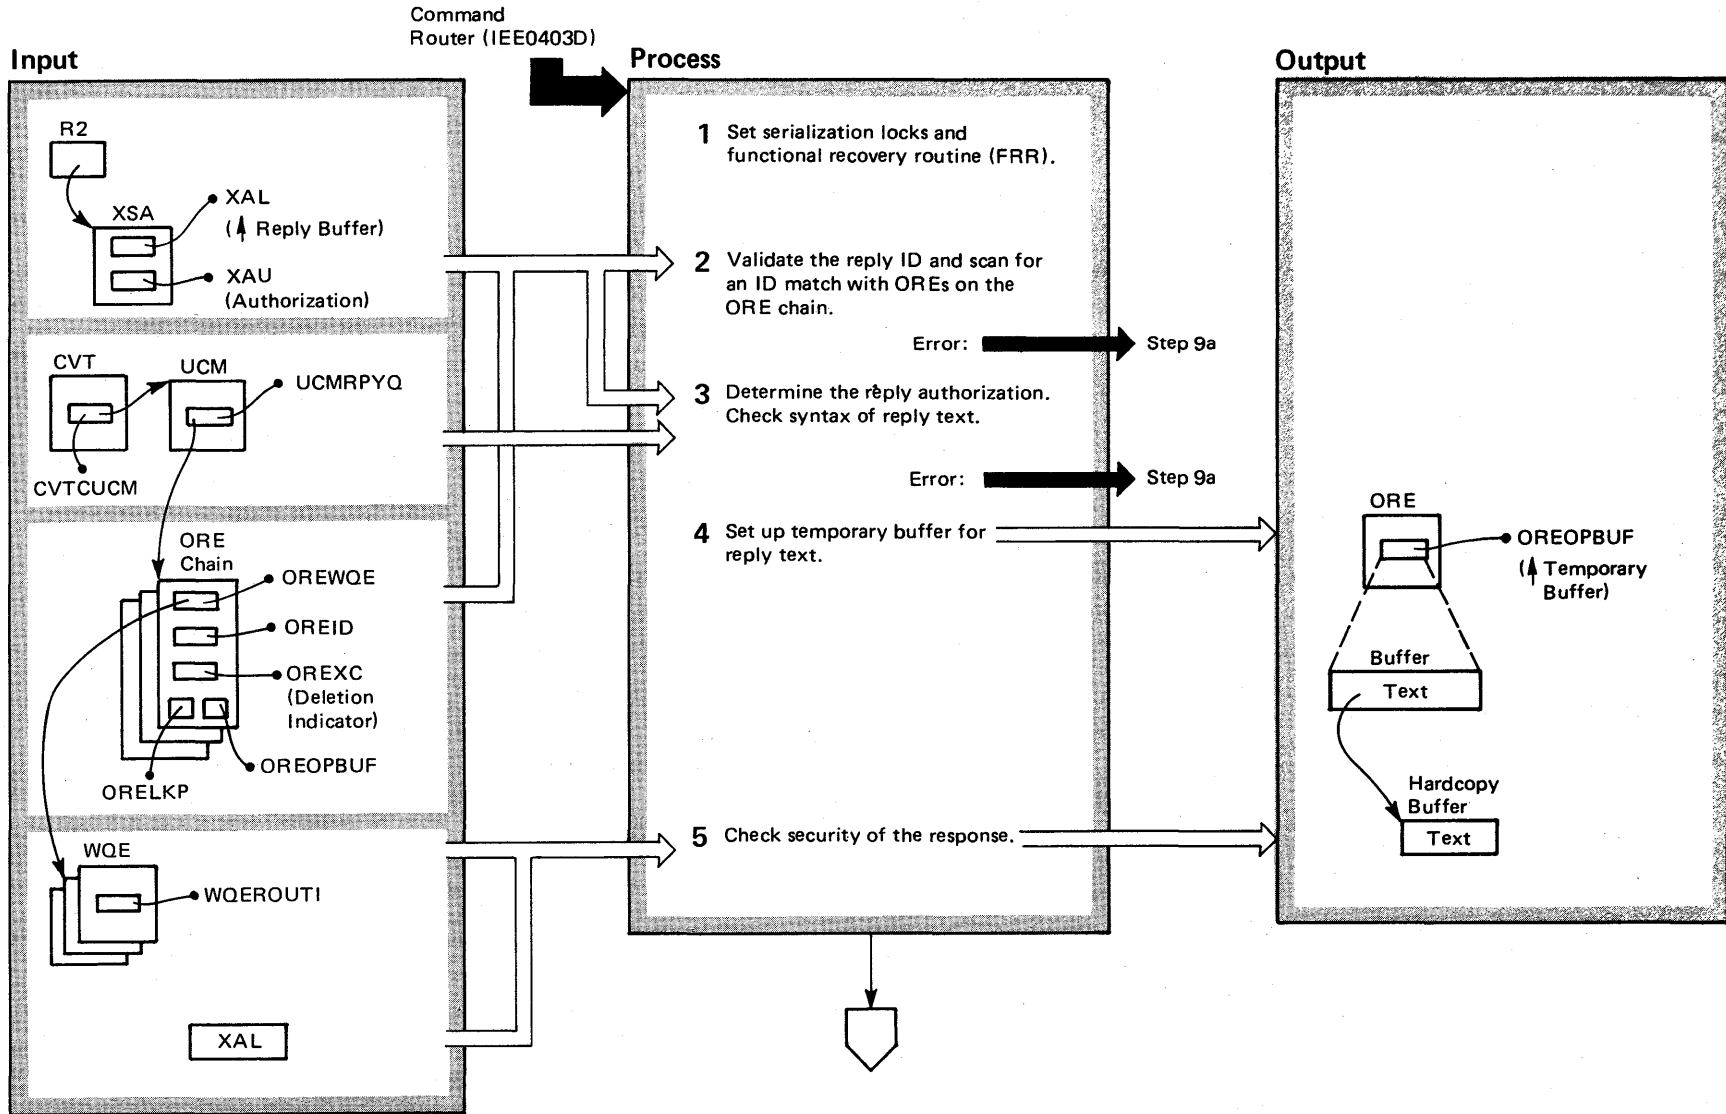 Command
Router (IEE0403D)
Input
Process
Output
R2
XSA
XAL
( Reply Buffer)
XAU
(Authorization)
CVT
UCM
UCMRPYQ
CVTCUCM
ORE
Chain
OREWQE
OREID
OREXC
(Deletion
Indicator)
OREOPBUF
ORELKP
WQE
WQEROUTI
XAL
1 Set serialization locks and
functional recovery routine (FRR).
2 Validate the reply ID and scan for
an ID match with OREs on the
ORE chain.
Error:
Step 9a
3 Determine the reply authorization.
Check syntax of reply text.
Error:
Step 9a
4 Set up temporary buffer for
reply text.
5 Check security of the response.
ORE
OREOPBUF
( Temporary
Buffer)
Buffer
Text
Hardcopy
Buffer
Text